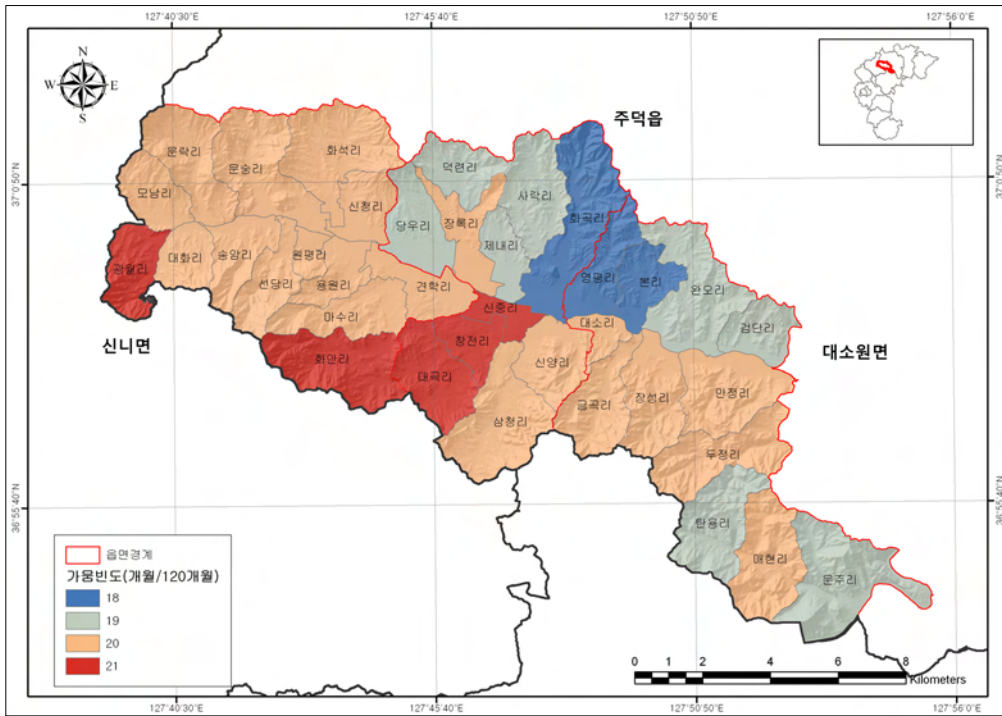 127°40'30"E
127°45'40"E
127°50'50"E
127°56'0"E
N
W
E
S
37°0'50"N
37°0'50"N
36°55'40"N
36°55'40"N
주덕읍
신니면
대소원면
문락리
문숭리
화석리
모남리
신청리
덕련리
사락리
당우리
장록리
제내리
화곡리
광월리
대화리
송암리
원평리
선당리
용원리
견학리
마수리
영평리
본리
완오리
검단리
신중리
창전리
대소리
화안리
대곡리
신양리
삼청리
금곡리
장성리
만정리
두정리
탄용리
매현리
문주리
읍면경계
가뭄빈도(개월/120개월)
18
19
20
21
0 1 2 4 6 8
Kilometers
127°40'30"E
127°45'40"E
127°50'50"E
127°56'0"E